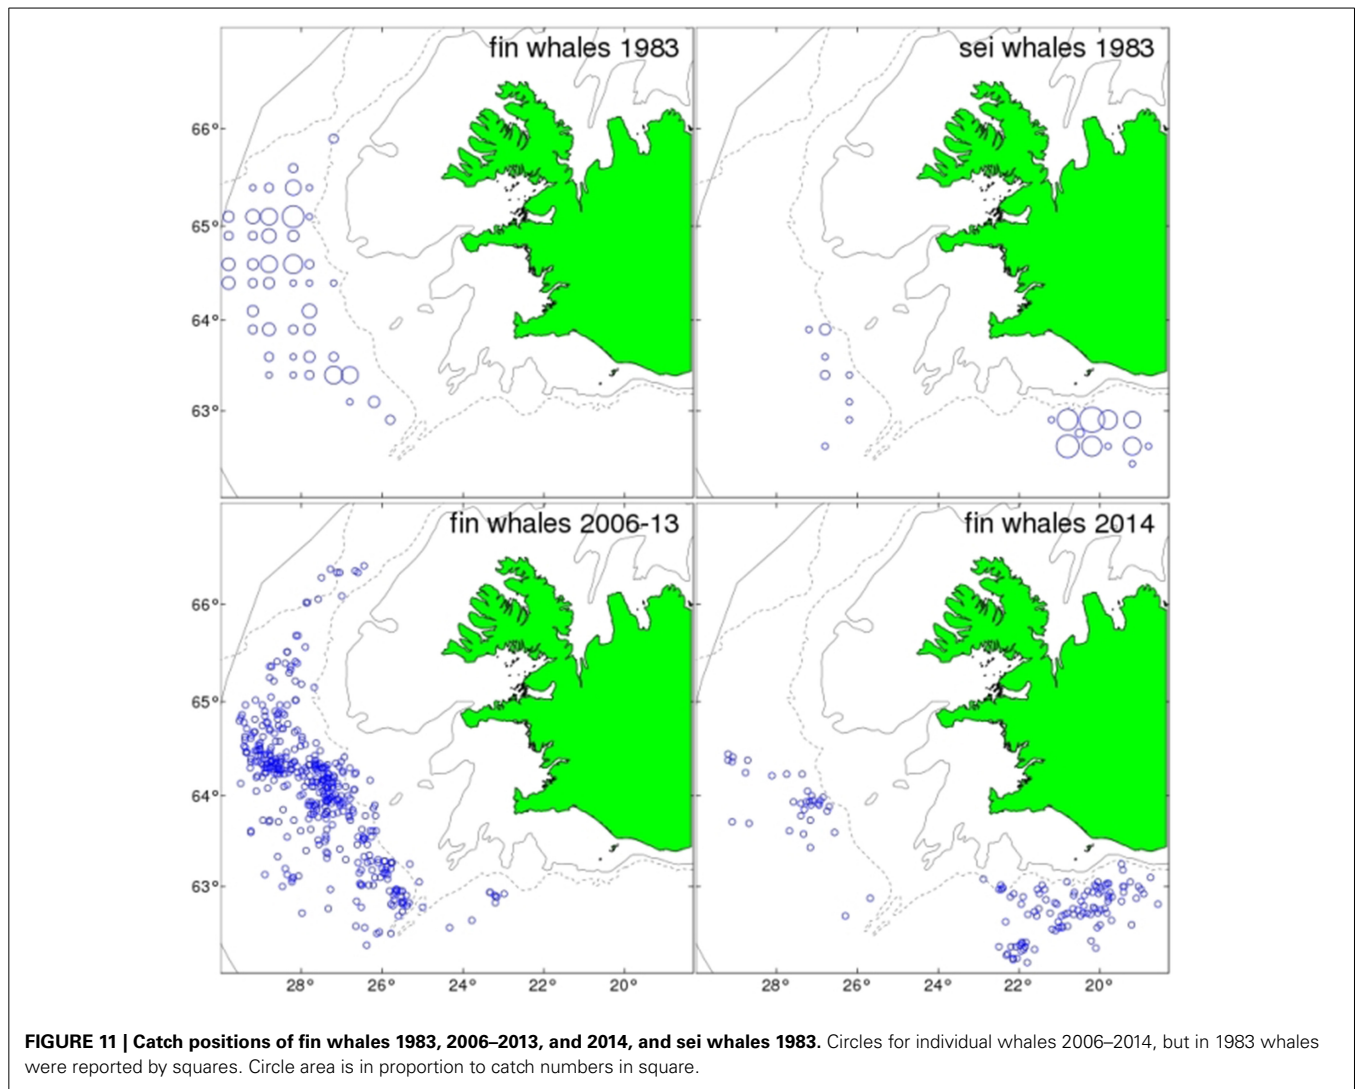 fin whales 1983
sei whales 1983
66°
65°
64°
63°
fin whales 2006-13
fin whales 2014
66°
65°
64°
63°
28° 26° 24° 22° 20° 28° 26° 24° 22° 20°
FIGURE 11 | Catch positions of fin whales 1983, 2006–2013, and 2014, and sei whales 1983. Circles for individual whales 2006–2014, but in 1983 whales
were reported by squares. Circle area is in proportion to catch numbers in square.